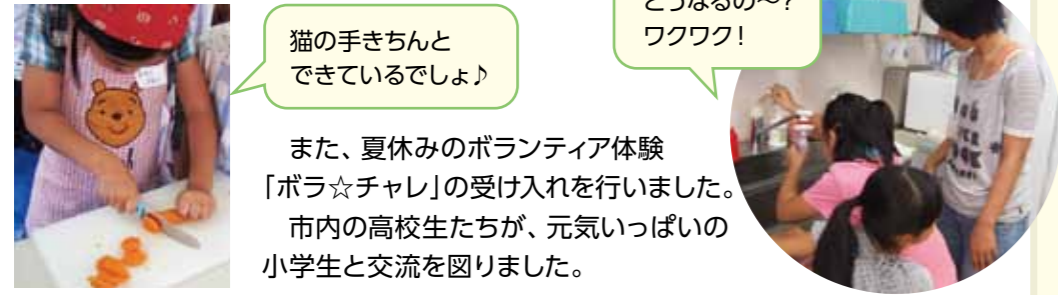 猫の手きちんと
できているでしょ♪
どうなるの〜?
ワクワク!
また、夏休みのボランティア体験
「ボラ☆チャレ」の受け入れを行いました。
市内の高校生たちが、元気いっぱいの
小学生と交流を図りました。